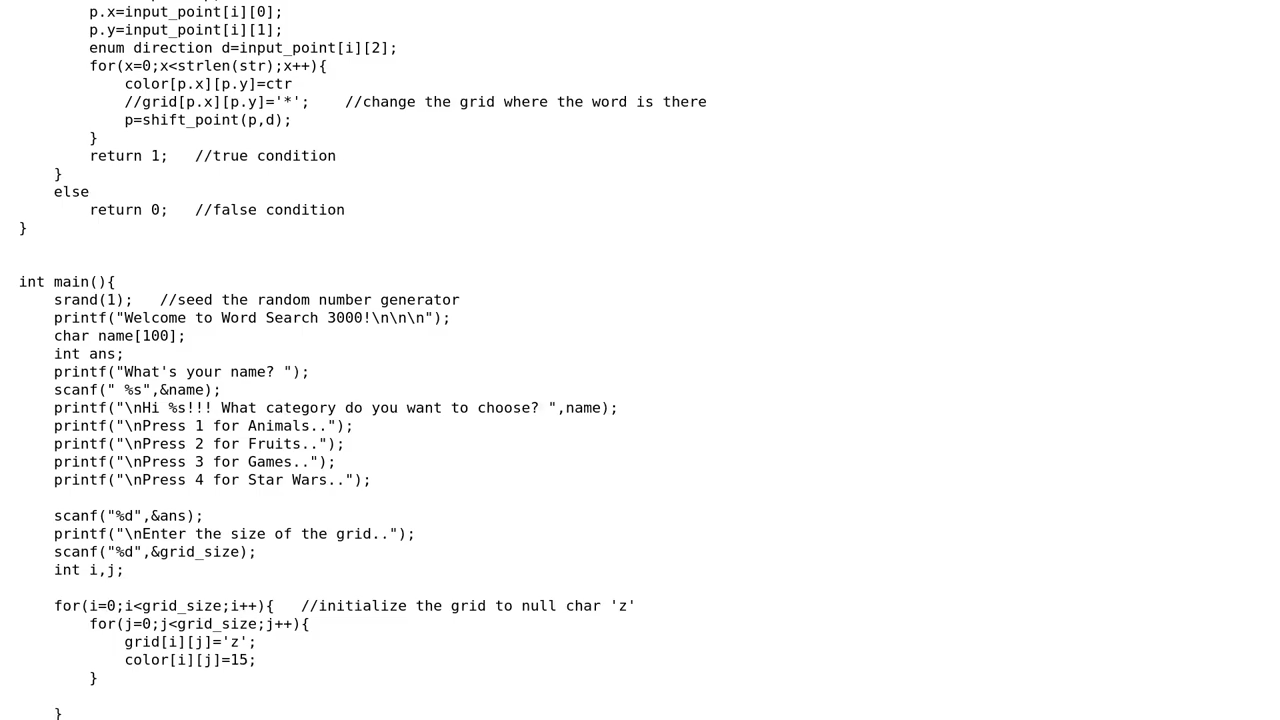 p.x=input_point[i][0];
p.y=input_point[i][1];
enum direction d=input_point[i][2];
for(x=0;x<strlen(str);x++){
color[p.x][p.y]=ctr
//grid[p.x][p.y]='*';    //change the grid where the word is there
p=shift_point(p,d);
}
return 1;   //true condition
}
else
return 0;   //false condition
}
int main(){
srand(1);   //seed the random number generator
printf("Welcome to Word Search 3000!\n\n\n");
char name[100];
int ans;
printf("What's your name? ");
scanf(" %s",&name);
printf("\nHi %s!!! What category do you want to choose? ",name);
printf("\nPress 1 for Animals..");
printf("\nPress 2 for Fruits..");
printf("\nPress 3 for Games..");
printf("\nPress 4 for Star Wars..");
scanf("%d",&ans);
printf("\nEnter the size of the grid..");
scanf("%d",&grid_size);
int i,j;
for(i=0;i<grid_size;i++){   //initialize the grid to null char 'z'
for(j=0;j<grid_size;j++){
grid[i][j]='z';
color[i][j]=15;
}
}